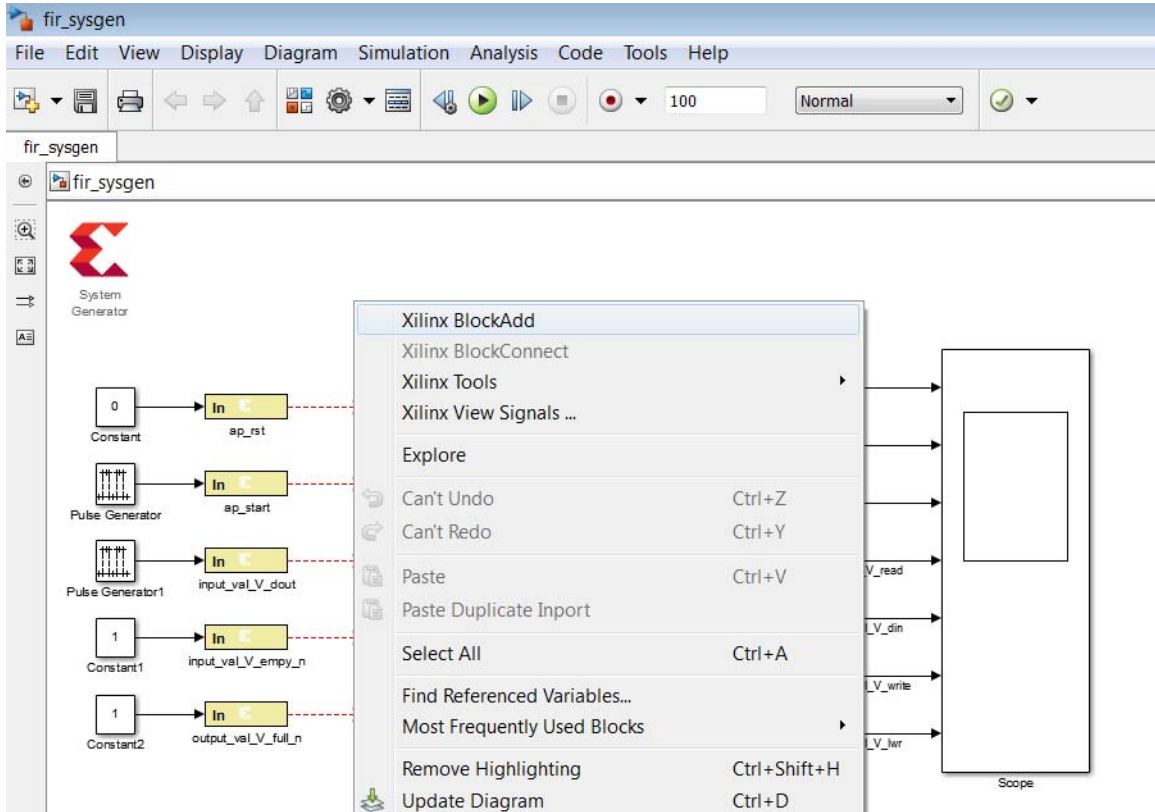 fir_sysgen
File Edit View Display Diagram Simulation Analysis Code Tools Help
100 Normal
fir_sysgen
fir_sysgen
System
Generator
Xilinx BlockAdd
Xilinx BlockConnect
Xilinx Tools
Xilinx View Signals ...
Explore
Can't Undo Ctrl+Z
Can't Redo Ctrl+Y
Paste Ctrl+V
Paste Duplicate Inport
Select All Ctrl+A
Find Referenced Variables...
Most Frequently Used Blocks
Remove Highlighting Ctrl+Shift+H
Update Diagram Ctrl+D
0 In
Constant ap_rst
In
Pulse Generator ap_start
In
Pulse Generator1 input_val_V_dout
1 In
Constant1 input_val_V_empy_n
1 In
Constant2 output_val_V_full_n
V_read
V_din
V_write
V_lwr
Scope